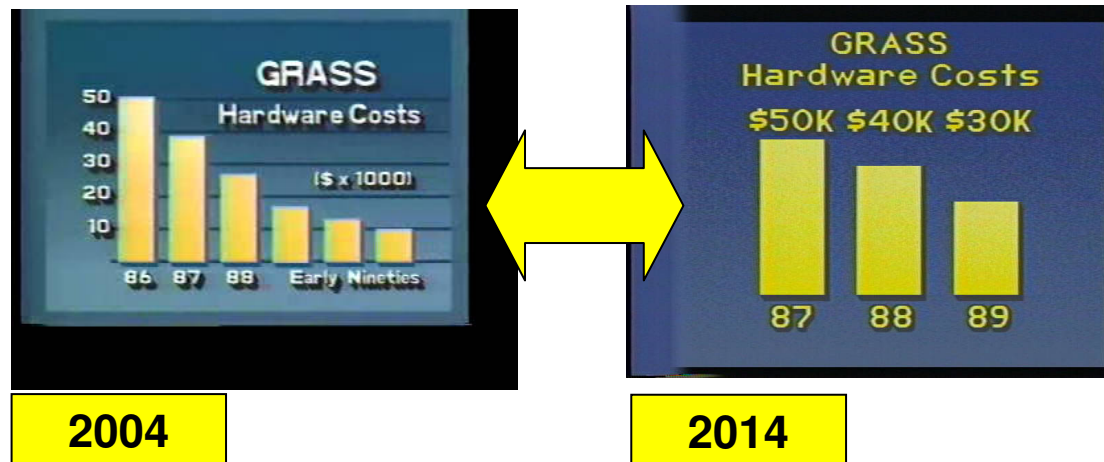 GRASS
Hardware Costs
50
40
30
20
10
($ x 1000)
86 87 88 Early Nineties
GRASS
Hardware Costs
$50K $40K $30K
87 88 89
2004
2014